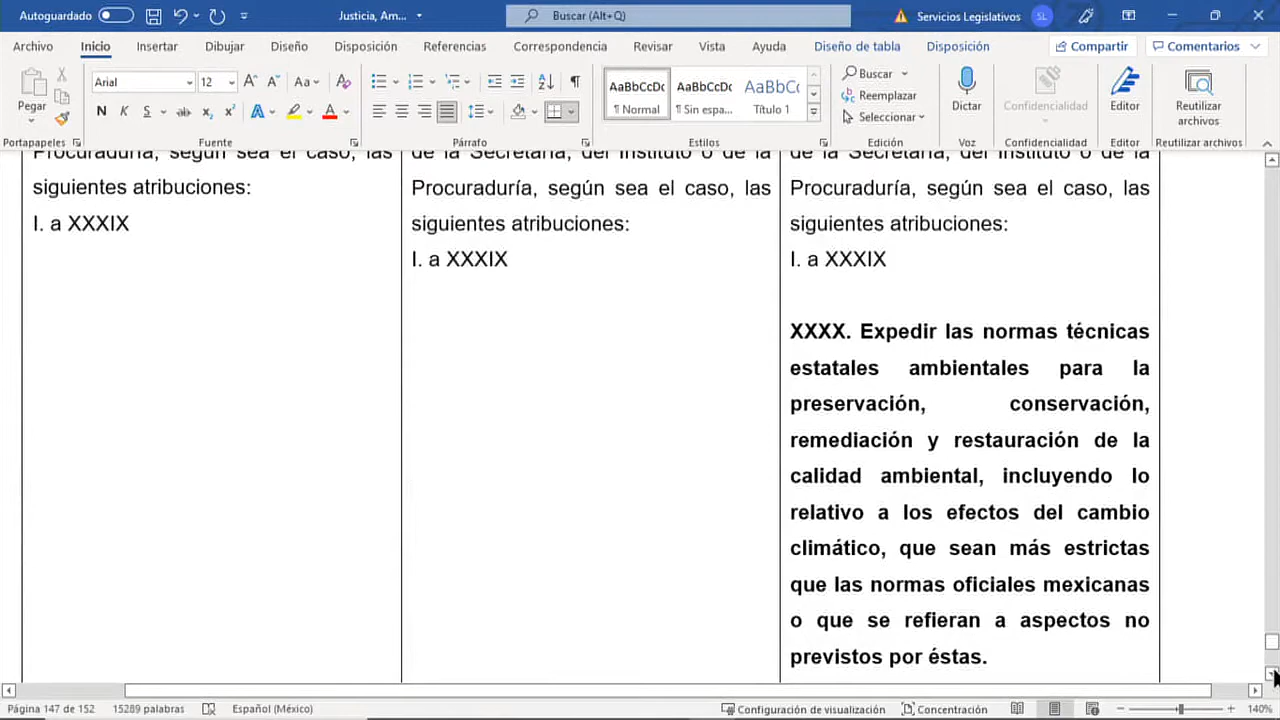 Autoguardado
Justicia, Am...
Buscar (Alt+Q)
Servicios Legislativos
SL
Archivo
Inicio
Insertar
Dibujar
Diseño
Disposición
Referencias
Correspondencia
Revisar
Vista
Ayuda
Diseño de tabla
Disposición
Compartir
Comentarios
Pegar
Portapapeles
Arial
12
N K S
Fuente
Párrafo
AaBbCcDc
¶ Normal
AaBbCcDc
¶ Sin espa...
AaBbC
Título 1
Estilos
Buscar
Reemplazar
Seleccionar
Edición
Dictar
Voz
Confidencialidad
Confidencialidad
Editor
Editor
Reutilizar
archivos
Reutilizar archivos
Procuraduría, según sea el caso, las
siguientes atribuciones:
I. a XXXIX
de la Secretaría, del Instituto o de la
Procuraduría, según sea el caso, las
siguientes atribuciones:
I. a XXXIX
de la Secretaría, del Instituto o de la
Procuraduría, según sea el caso, las
siguientes atribuciones:
I. a XXXIX
XXXX. Expedir las normas técnicas
estatales ambientales para la
preservación, conservación,
remediación y restauración de la
calidad ambiental, incluyendo lo
relativo a los efectos del cambio
climático, que sean más estrictas
que las normas oficiales mexicanas
o que se refieran a aspectos no
previstos por éstas.
Página 147 de 152
15289 palabras
Español (México)
Configuración de visualización
Concentración
140%